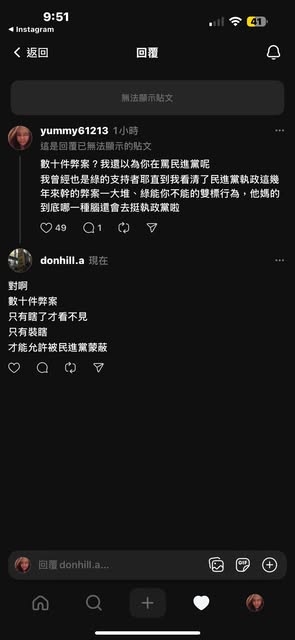 9:51
41
◀ Instagram
返回
回覆
無法顯示貼文
yummy61213 1小時
這是回覆已無法顯示的貼文
數十件弊案？我還以為你在罵民進黨呢
我曾經也是綠的支持者耶直到我看清了民進黨執政這幾
年來幹的弊案一大堆、綠能你不能的雙標行為，他媽的
到底哪一種腦還會去挺執政黨啦
49
1
donhill.a 現在
對啊
數十件弊案
只有瞎了才看不見
只有裝瞎
才能允許被民進黨蒙蔽
回覆 donhill.a...
GIF